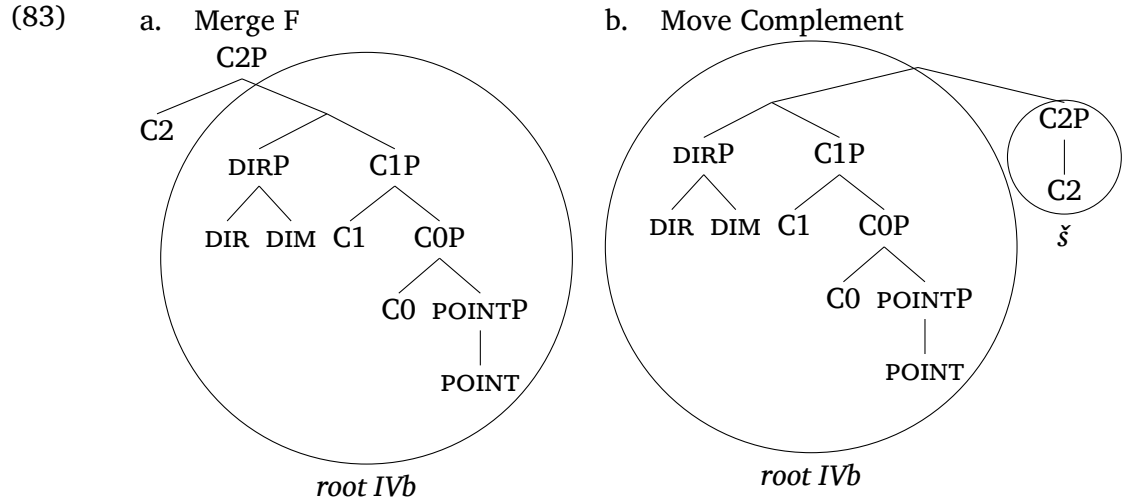 (83) a. Merge F b. Move Complement
C2P
C2P
C2
DIRP C1P DIRP C1P
C2
DIR DIM C1 C0P DIR DIM C1 C0P
š
C0 POINTP C0 POINTP
POINT POINT
root IVb root IVb